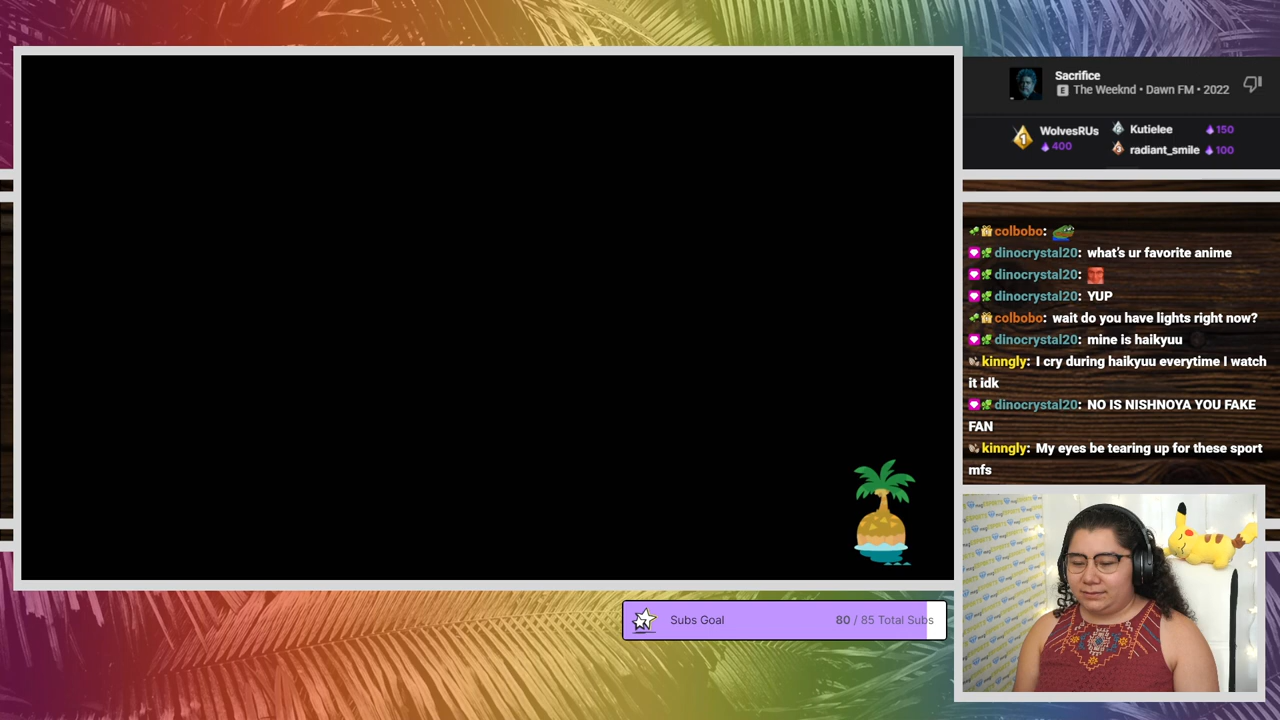 Sacrifice
E The Weeknd • Dawn FM • 2022
1 WolvesRUs
400
Kutielee 150
radiant_smile 100
colbobo:
dinocrystal20: what's ur favorite anime
dinocrystal20:
dinocrystal20: YUP
colbobo: wait do you have lights right now?
dinocrystal20: mine is haikyuu
kinngly: I cry during haikyuu everytime I watch
it idk
dinocrystal20: NO IS NISHNOYA YOU FAKE
FAN
kinngly: My eyes be tearing up for these sport
mfs
Subs Goal 80 / 85 Total Subs